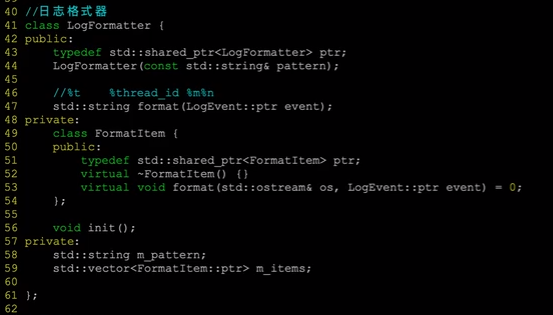 40 //日志格式器
41 class LogFormatter {
42 public:
43     typedef std::shared_ptr<LogFormatter> ptr;
44     LogFormatter(const std::string& pattern);
45
46     //%t    %thread_id %m%n
47     std::string format(LogEvent::ptr event);
48 private:
49     class FormatItem {
50     public:
51         typedef std::shared_ptr<FormatItem> ptr;
52         virtual ~FormatItem() {}
53         virtual void format(std::ostream& os, LogEvent::ptr event) = 0;
54     };
55
56     void init();
57 private:
58     std::string m_pattern;
59     std::vector<FormatItem::ptr> m_items;
60
61 };
62